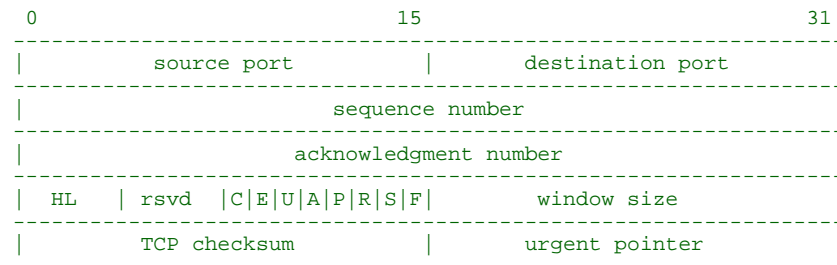 0 15 31
| source port | destination port
| sequence number
| acknowledgment number
| HL | rsvd |C|E|U|A|P|R|S|F| window size
| TCP checksum | urgent pointer